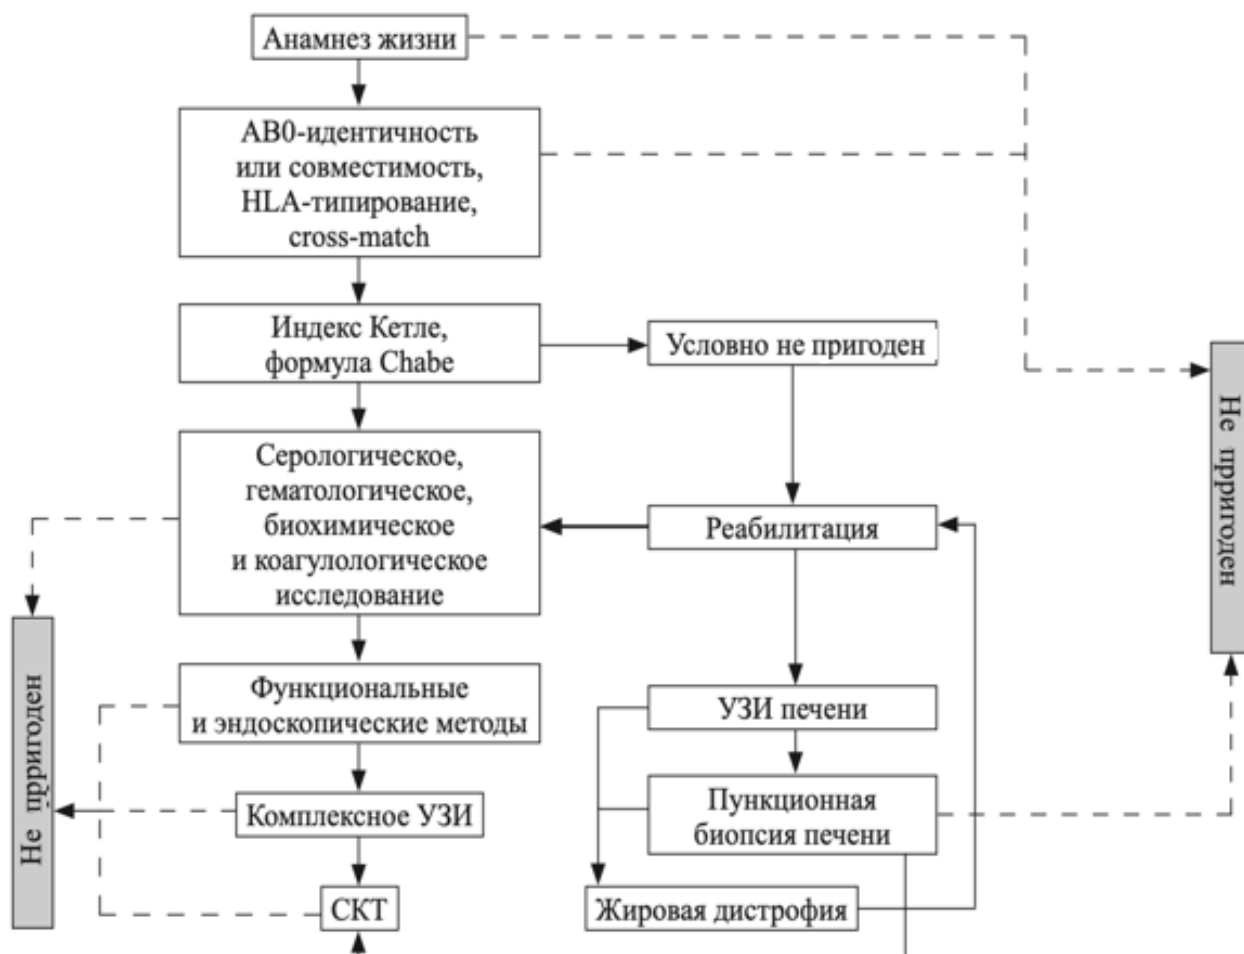 Анамнез жизни
АВ0-идентичность
или совместимость,
HLA-типирование,
cross-match
Индекс Кетле,
формула Chabe
Условно не пригоден
Не прригоден
Серологическое,
гематологическое,
биохимическое
и коагулологическое
исследование
Реабилитация
Не прригоден
Функциональные
и эндоскопические методы
УЗИ печени
Комплексное УЗИ
Пункционная
биопсия печени
СКТ
Жировая дистрофия